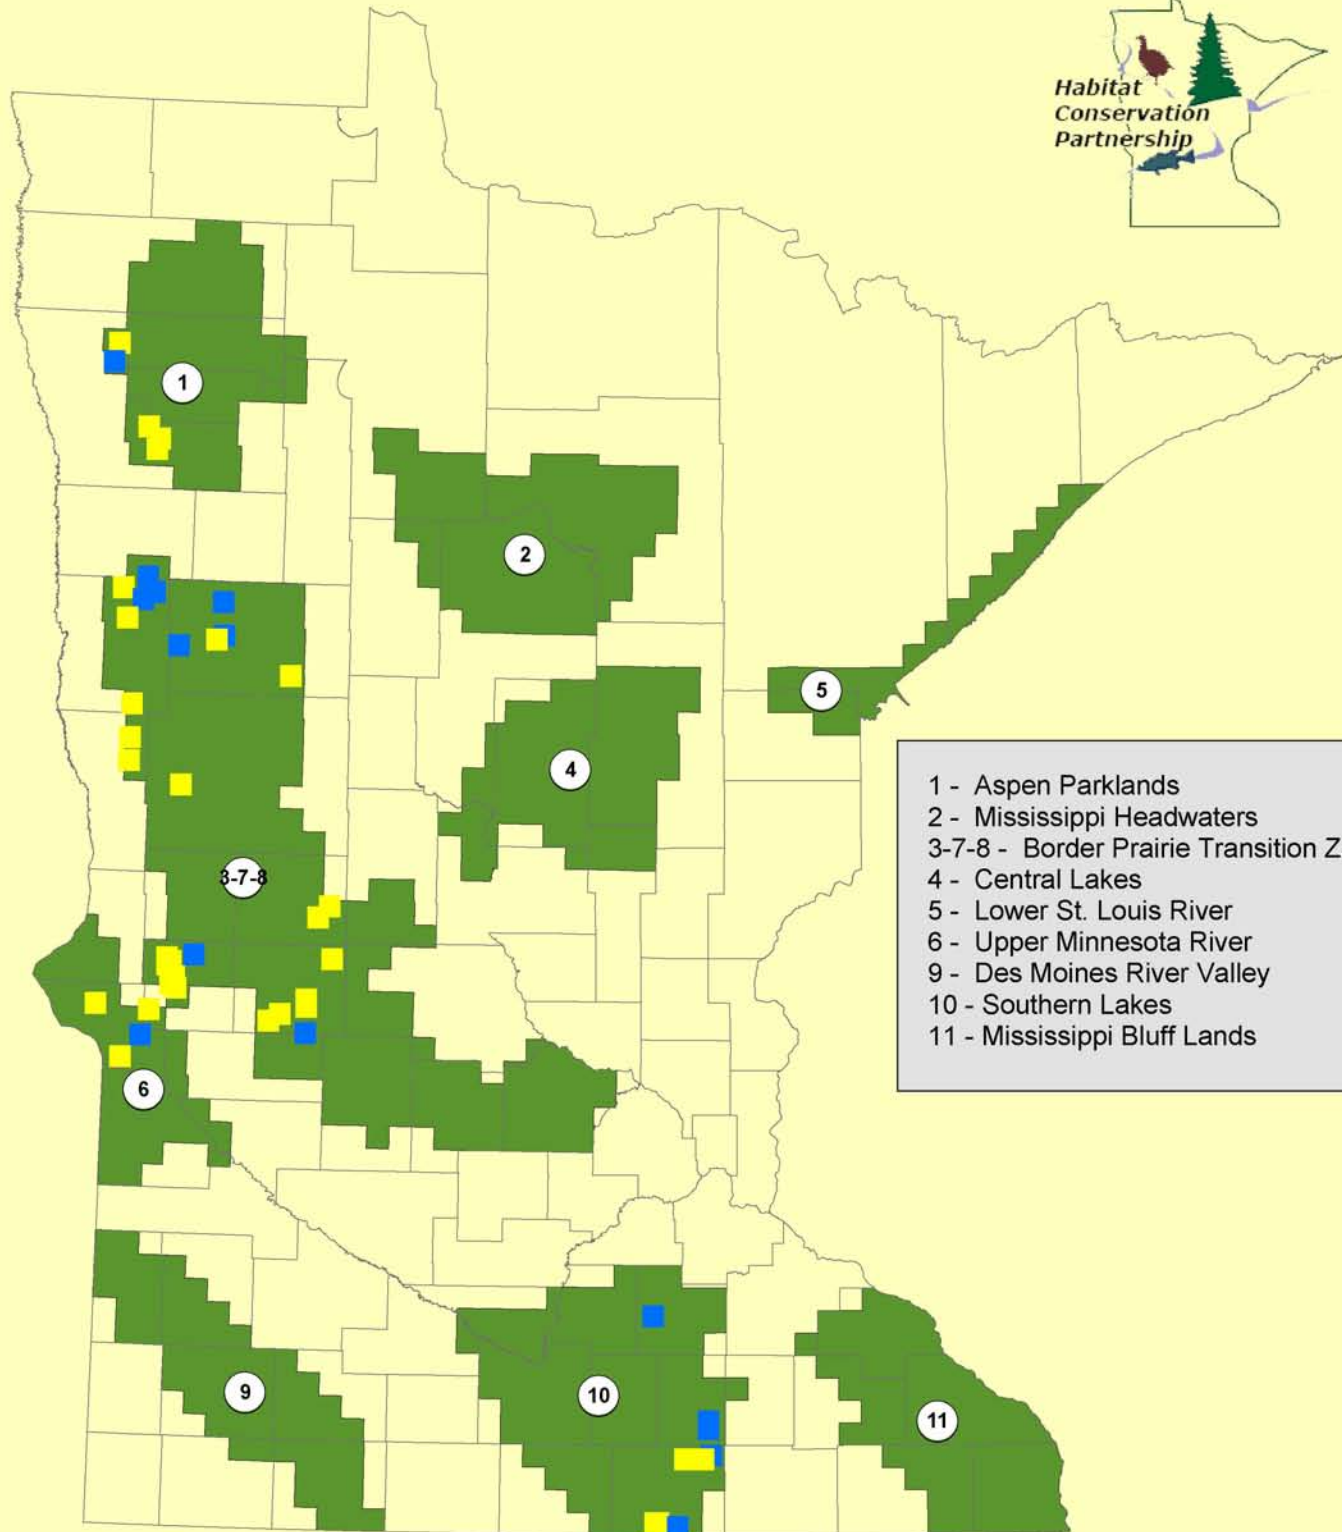 Habitat
Conservation
Partnership
1
2
5
4
1 - Aspen Parklands
2 - Mississippi Headwaters
3-7-8 - Border Prairie Transition Z
4 - Central Lakes
5 - Lower St. Louis River
6 - Upper Minnesota River
9 - Des Moines River Valley
10 - Southern Lakes
11 - Mississippi Bluff Lands
3-7-8
6
9
10
11